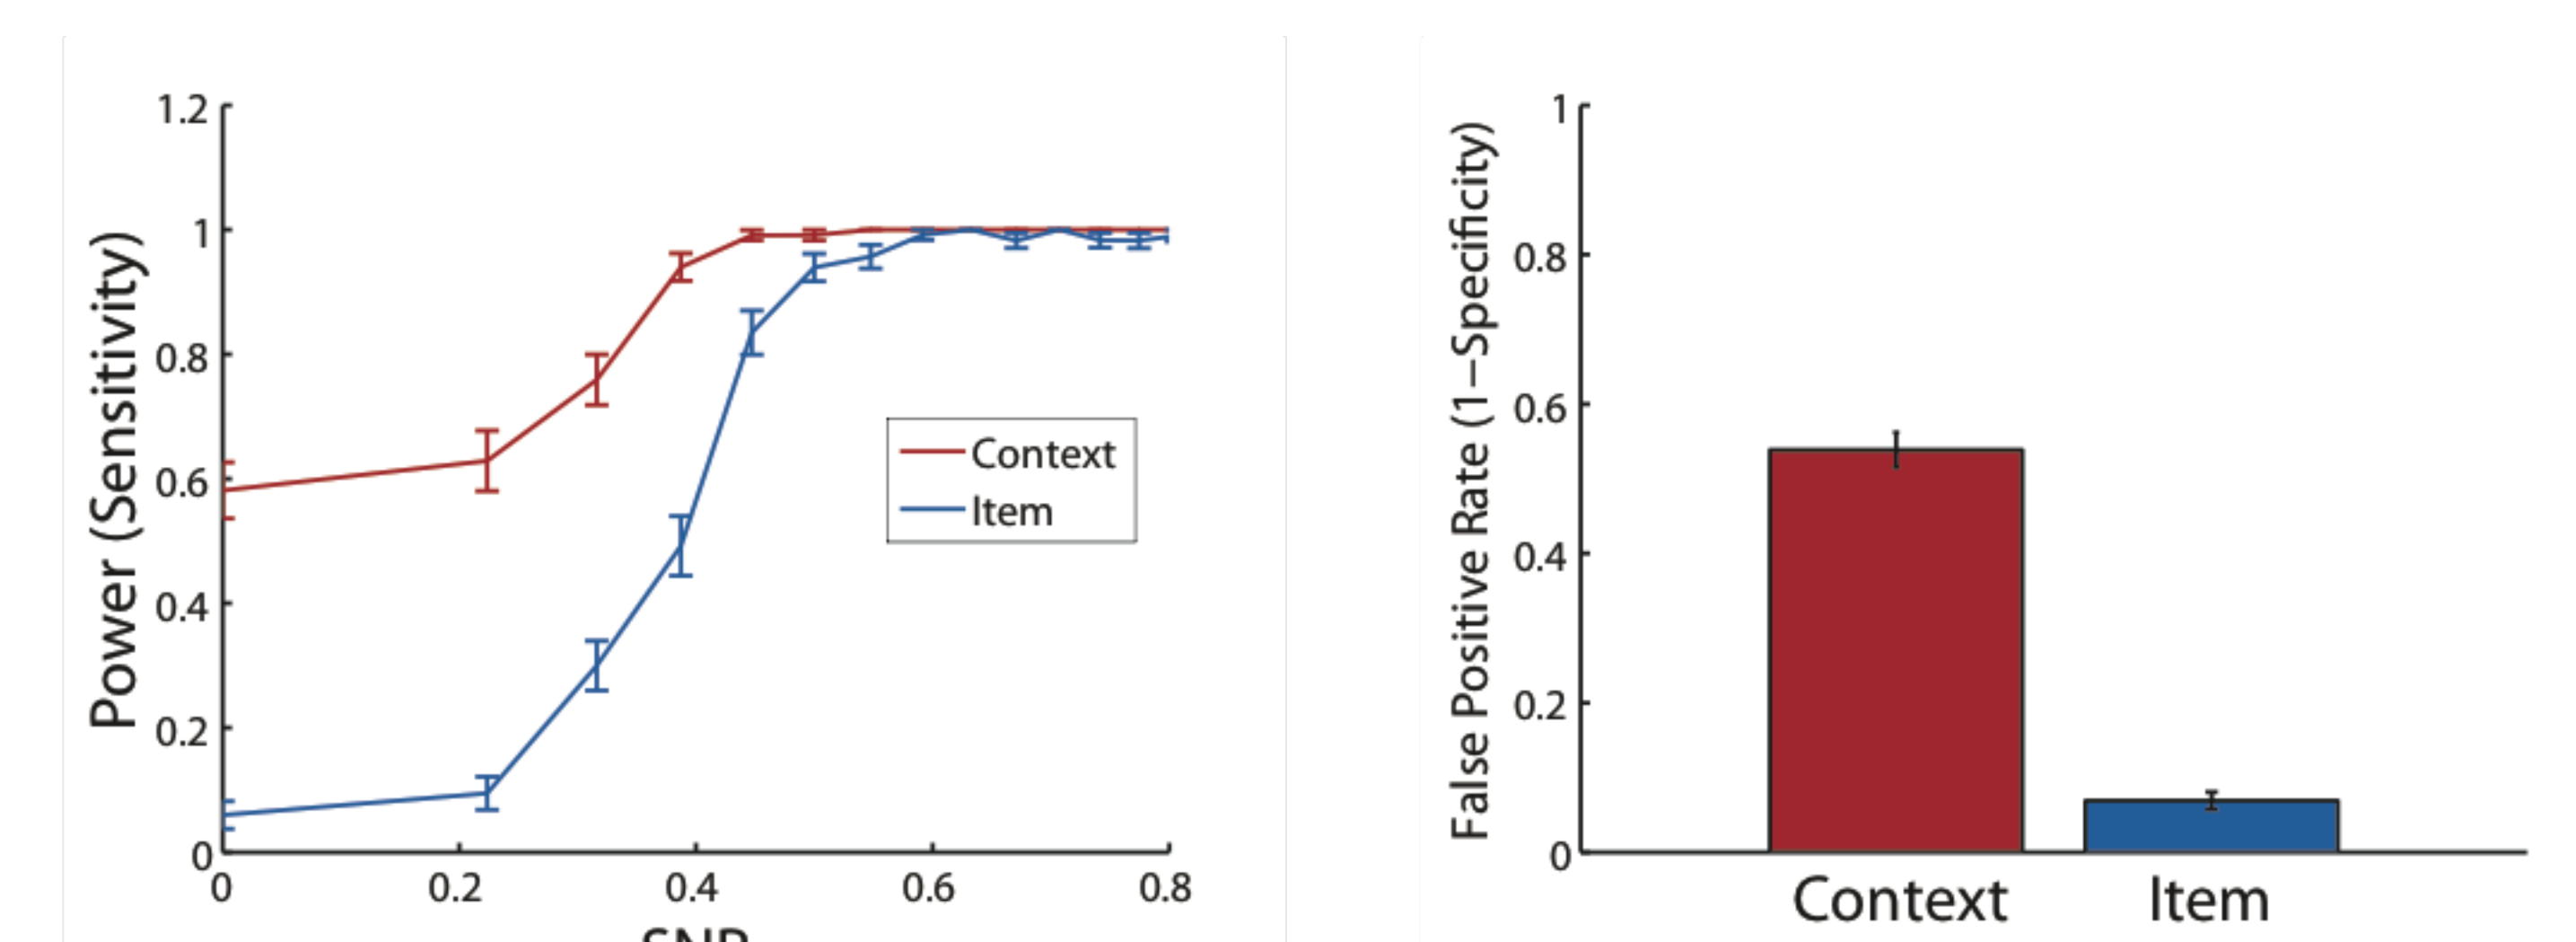 Power (Sensitivity)
1.2
1
0.8
0.6
0.4
0.2
0
0
0.2
0.4
0.6
0.8
SNR
Context
Item
False Positive Rate (1−Specificity)
1
0.8
0.6
0.4
0.2
0
Context
Item